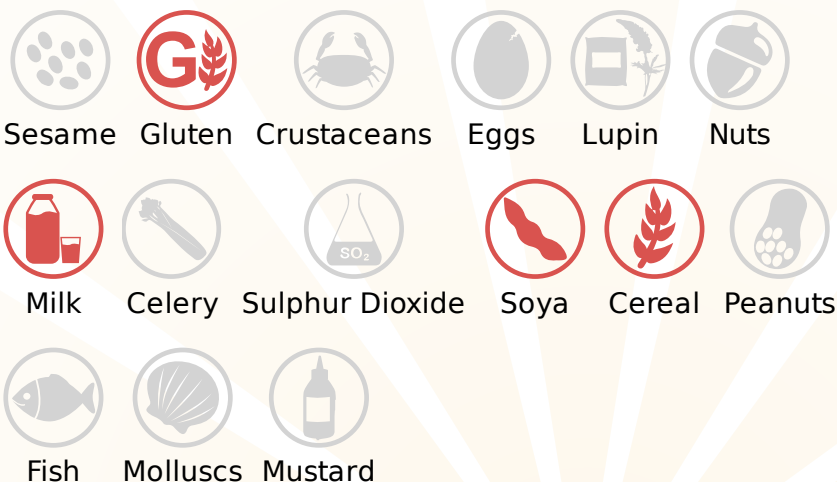 G
Sesame Gluten Crustaceans Eggs Lupin Nuts
SO₂
Milk Celery Sulphur Dioxide Soya Cereal Peanuts
Fish Molluscs Mustard